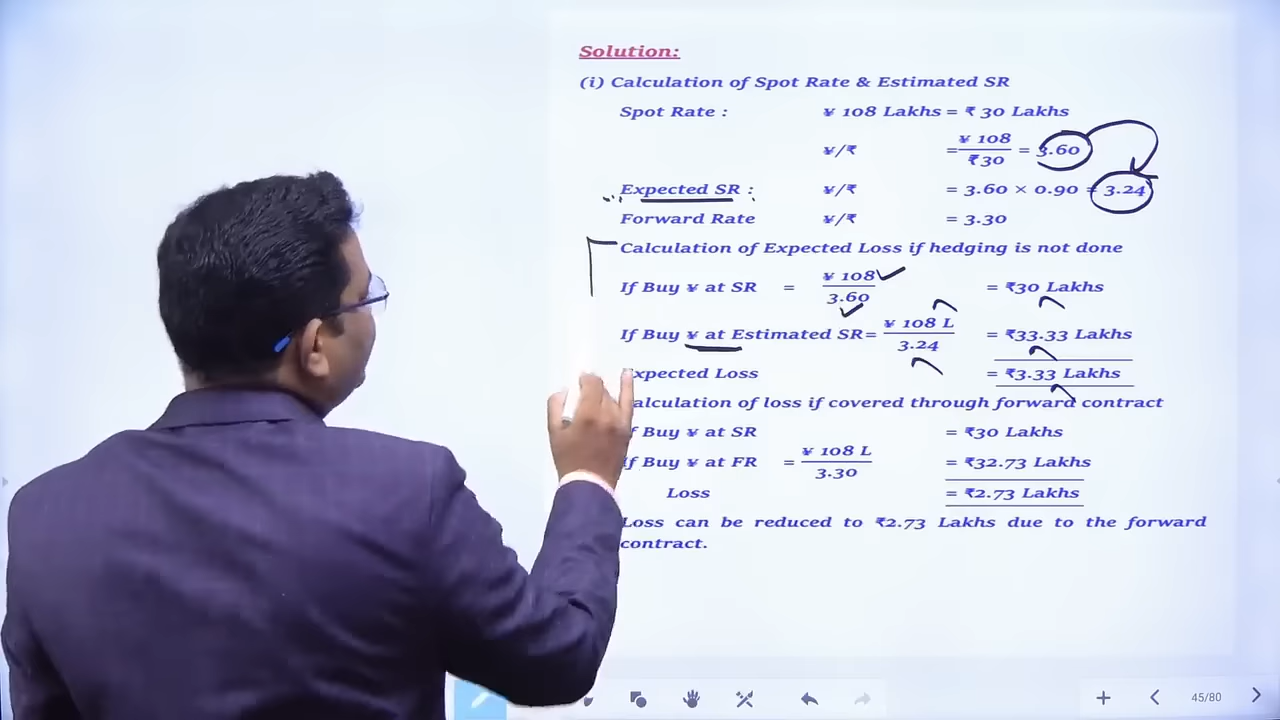 Solution:
(i) Calculation of Spot Rate & Estimated SR
Spot Rate : ¥ 108 Lakhs = ₹ 30 Lakhs
¥/₹ = ¥ 108 / ₹30 = 3.60
Expected SR : ¥/₹ = 3.60 × 0.90 = 3.24
Forward Rate ¥/₹ = 3.30
Calculation of Expected Loss if hedging is not done
If Buy ¥ at SR = ¥ 108 / 3.60 = ₹30 Lakhs
If Buy ¥ at Estimated SR= ¥ 108 L / 3.24 = ₹33.33 Lakhs
Expected Loss = ₹3.33 Lakhs
Calculation of loss if covered through forward contract
If Buy ¥ at SR = ₹30 Lakhs
If Buy ¥ at FR = ¥ 108 L / 3.30 = ₹32.73 Lakhs
Loss = ₹2.73 Lakhs
Loss can be reduced to ₹2.73 Lakhs due to the forward
contract.
45/80